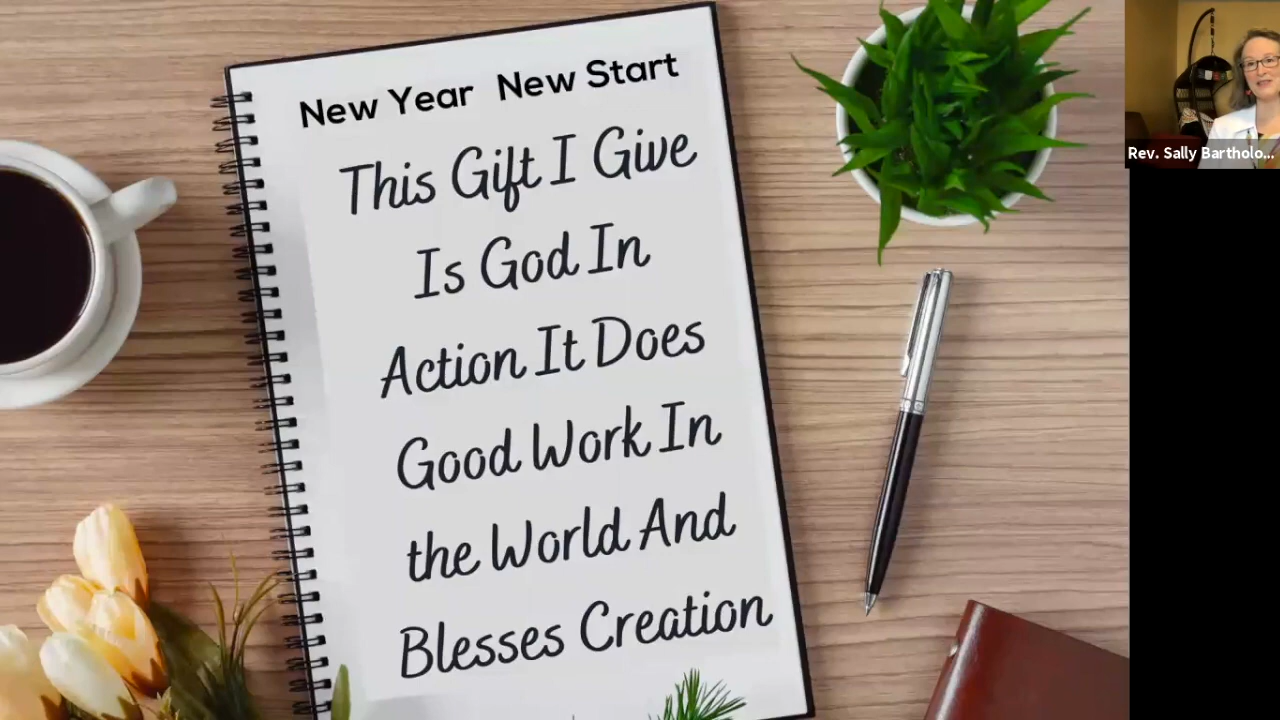 New Year New Start
This Gift I Give
Is God In
Action It Does
Good Work In
the World And
Blesses Creation
Rev. Sally Bartholo...